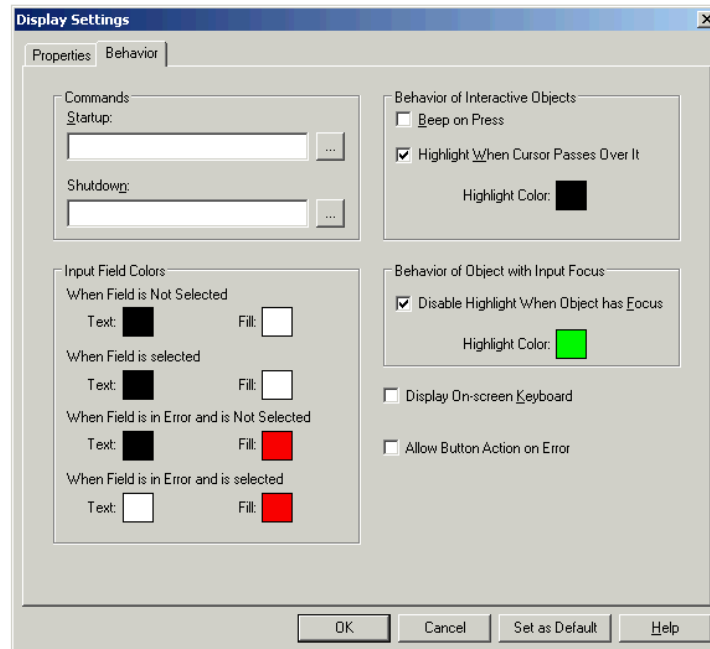 Display Settings
Properties Behavior
Commands
Startup:
...
Shutdown:
...
Input Field Colors
When Field is Not Selected
Text: Fill:
When Field is selected
Text: Fill:
When Field is in Error and is Not Selected
Text: Fill:
When Field is in Error and is selected
Text: Fill:
Behavior of Interactive Objects
Beep on Press
Highlight When Cursor Passes Over It
Highlight Color:
Behavior of Object with Input Focus
Disable Highlight When Object has Focus
Highlight Color:
Display On-screen Keyboard
Allow Button Action on Error
OK Cancel Set as Default Help